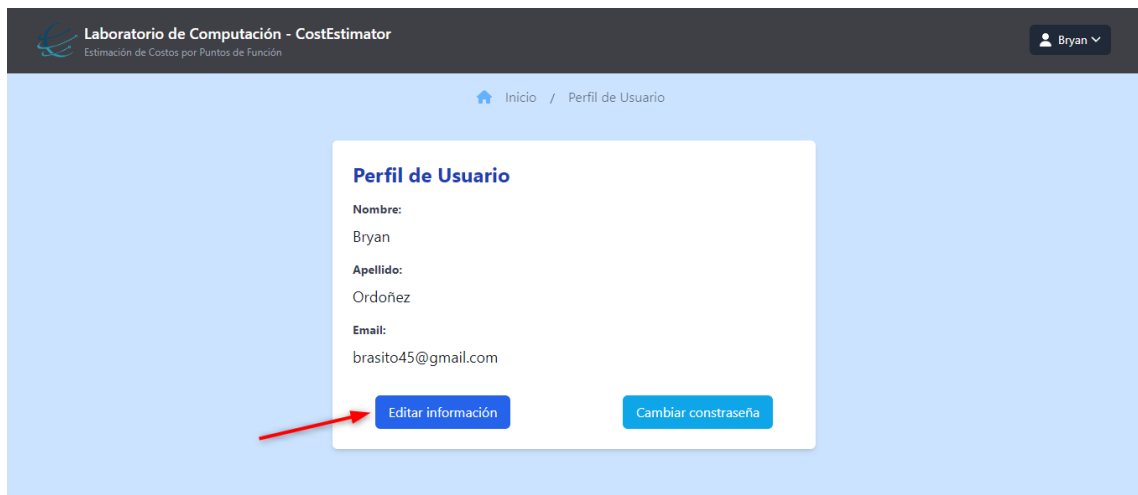 Laboratorio de Computación - CostEstimator
Estimación de Costos por Puntos de Función
Bryan
Inicio / Perfil de Usuario
Perfil de Usuario
Nombre:
Bryan
Apellido:
Ordoñez
Email:
brasito45@gmail.com
Editar información
Cambiar constraseña